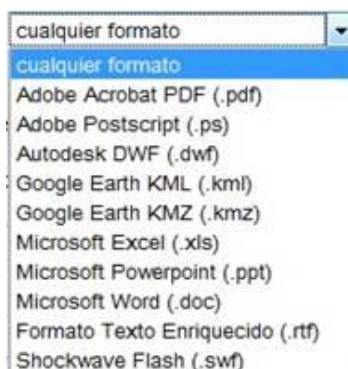 cualquier formato
cualquier formato
Adobe Acrobat PDF (.pdf)
Adobe Postscript (.ps)
Autodesk DWF (.dwf)
Google Earth KML (.kml)
Google Earth KMZ (.kmz)
Microsoft Excel (.xls)
Microsoft Powerpoint (.ppt)
Microsoft Word (.doc)
Formato Texto Enriquecido (.rtf)
Shockwave Flash (.swf)